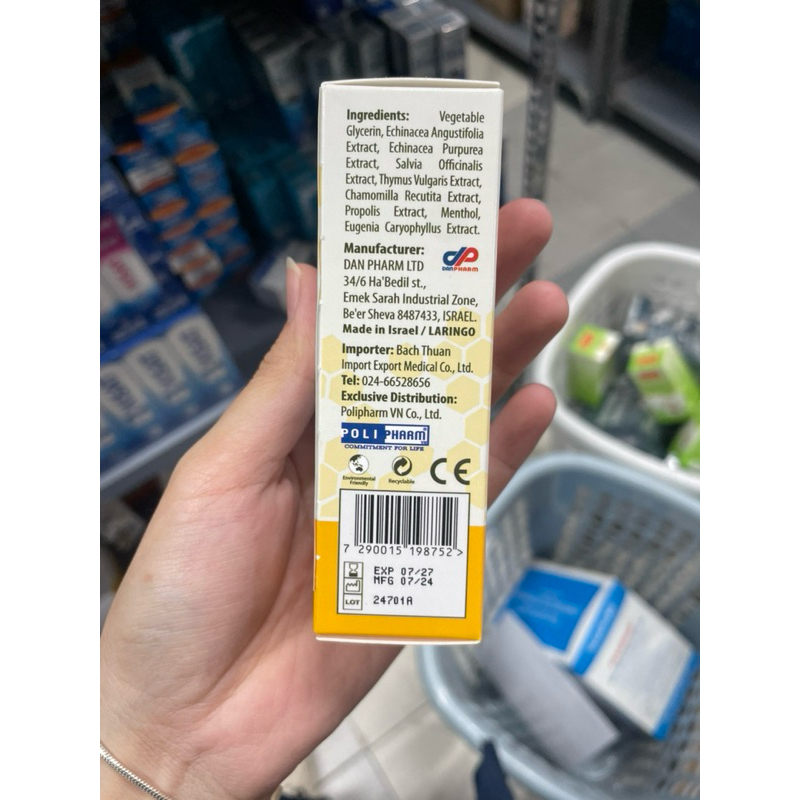 Ingredients: Vegetable
Glycerin, Echinacea Angustifolia
Extract, Echinacea Purpurea
Extract, Salvia Officinalis
Extract, Thymus Vulgaris Extract,
Chamomilla Recutita Extract,
Propolis Extract, Menthol,
Eugenia Caryophyllus Extract.
Manufacturer:
DAN PHARM LTD
34/6 Ha'Bedil st.,
Emek Sarah Industrial Zone,
Be'er Sheva 8487433, ISRAEL.
Made in Israel / LARINGO
dp
DANPHARM
Importer: Bach Thuan
Import Export Medical Co., Ltd.
Tel: 024-66528656
Exclusive Distribution:
Polipharm VN Co., Ltd.
POLIPHARM
COMMITMENT FOR LIFE
Environmental
Friendly
Recyclable
CE
7 290015 198752 >
EXP 07/27
MFG 07/24
LOT 24701A